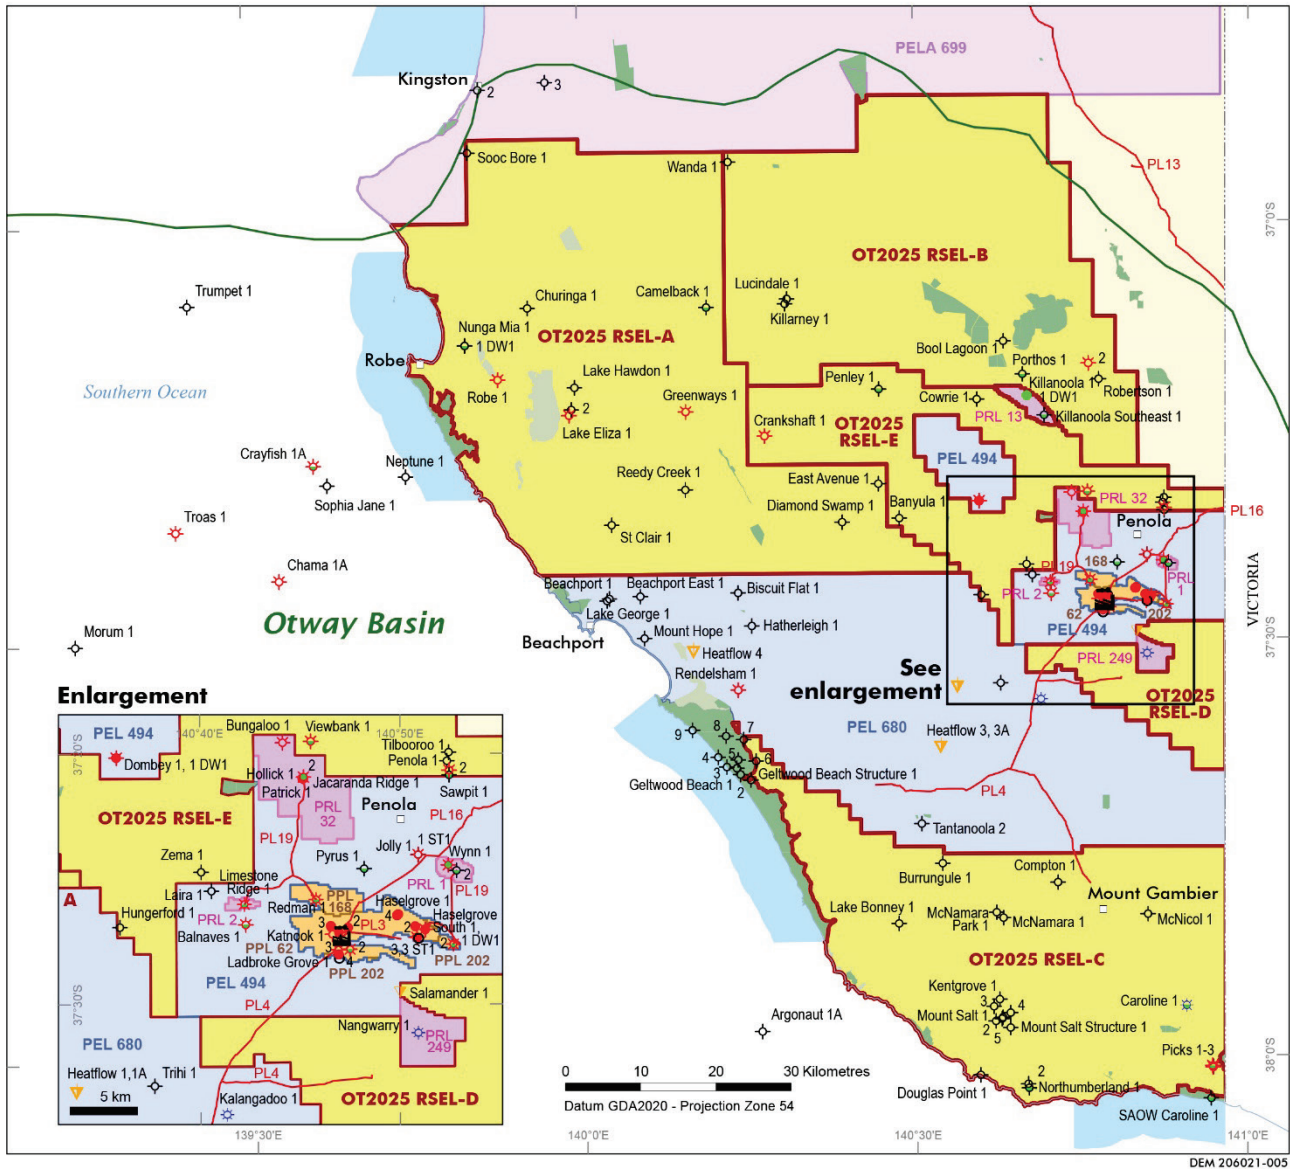 PELA 699
Kingston
2
3
PL13
Sooc Bore 1
Wanda 1
37°0'S
OT2025 RSEL-B
Trumpet 1
Churinga 1
Camelback 1
Lucindale 1
Killarney 1
Nunga Mia 1
1 DW1
OT2025 RSEL-A
Bool Lagoon 1
Porthos 1
2
Robe
Lake Hawdon 1
Penley 1
Killanoola 1
1 DW1
Robertson 1
Southern Ocean
Robe 1
2
Greenways 1
Cowrie 1
PRL 13
Killanoola Southeast 1
Lake Eliza 1
Crankshaft 1
OT2025
RSEL-E
Crayfish 1A
Neptune 1
PEL 494
Reedy Creek 1
East Avenue 1
PRL 32
Sophia Jane 1
Diamond Swamp 1
Banyula 1
PL16
Troas 1
St Clair 1
Penola
Chama 1A
PL19
168
VICTORIA
Beachport 1
Beachport East 1
Biscuit Flat 1
PRL 2
PRL
1
Lake George 1
62
202
Otway Basin
Hatherleigh 1
PEL 494
Beachport
Mount Hope 1
37°30'S
Morum 1
Heatflow 4
See
enlargement
PRL 249
Rendelsham 1
OT2025
RSEL-D
PEL 680
9
8
7
Heatflow 3, 3A
4
5
6
3
Geltwood Beach Structure 1
Geltwood Beach 1
2
PL4
Tantanoola 2
Burrungule 1
Compton 1
Mount Gambier
Lake Bonney 1
McNamara
Park 1
McNamara 1
McNicol 1
OT2025 RSEL-C
Kentgrove 1
3
4
Caroline 1
Mount Salt 1
2
5
Mount Salt Structure 1
Argonaut 1A
Picks 1-3
38°0'S
2
Douglas Point 1
Northumberland 1
SAOW Caroline 1
0
10
20
30 Kilometres
Datum GDA2020 - Projection Zone 54
Enlargement
140°40'E
Bungaloo 1
Viewbank 1
140°50'E
PEL 494
Tilbooroo 1
Penola 1
37°20'S
Dombey 1, 1 DW1
2
Hollick 1
2
Jacaranda Ridge 1
Sawpit 1
Patrick 1
Penola
PRL
32
OT2025 RSEL-E
PL16
PL19
Jolly 1
1 ST1
Zema 1
Pyrus 1
Wynn 1
Limestone
Ridge 1
2
Laira 1
PRL 1
PL19
A
PPL
168
Haselgrove 1
4
PRL 2
Redman 1
Haselgrove
South 1
Hungerford 1
3
2
PL3
2
Balnaves 1
Katnook 1
1 DW1
2
PPL 62
3
2
3,3 ST1
PPL 202
Ladbroke Grove 1
4
PPL 202
PEL 494
Salamander 1
PL4
37°30'S
Nangwarry 1
PRL
249
PEL 680
Heatflow 1,1A
Trihi 1
PL4
5 km
Kalangadoo 1
OT2025 RSEL-D
139°30'E
140°0'E
140°30'E
141°0'E
DEM 206021-005